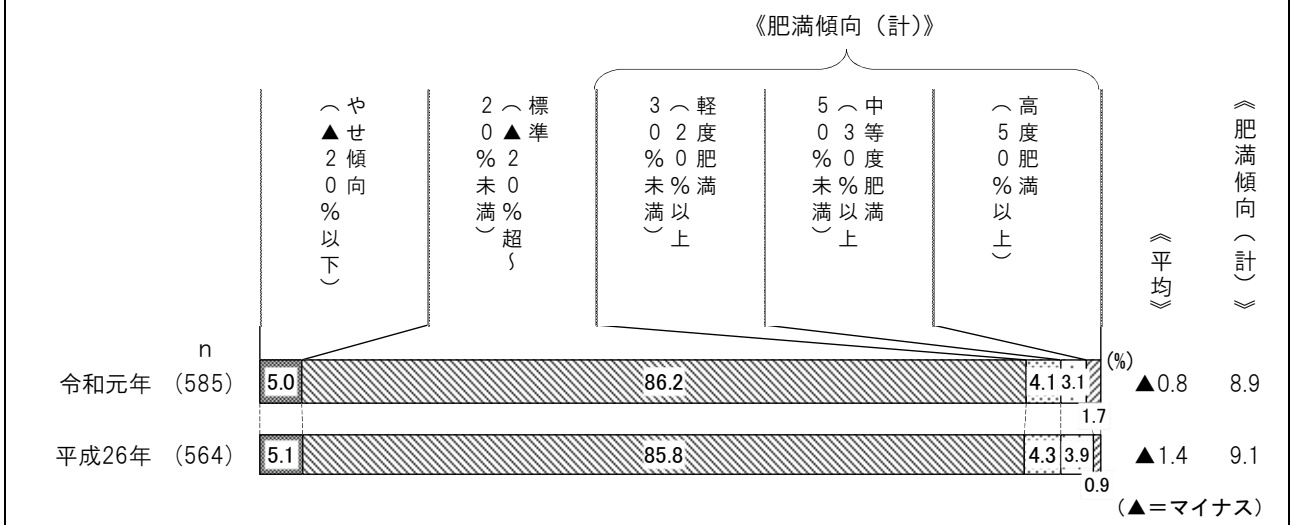 《肥満傾向（計）》
やせ傾向
（▲20％以下）
標準
（▲20％超～
20％未満）
軽度肥満
（20％以上
30％未満）
中等度肥満
（30％以上
50％未満）
高度肥満
（50％以上）
《平均》
《肥満傾向（計）》
n
(%)
令和元年 (585) 5.0 86.2 4.1 3.1 1.7 ▲0.8 8.9
平成26年 (564) 5.1 85.8 4.3 3.9 0.9 ▲1.4 9.1
（▲＝マイナス）